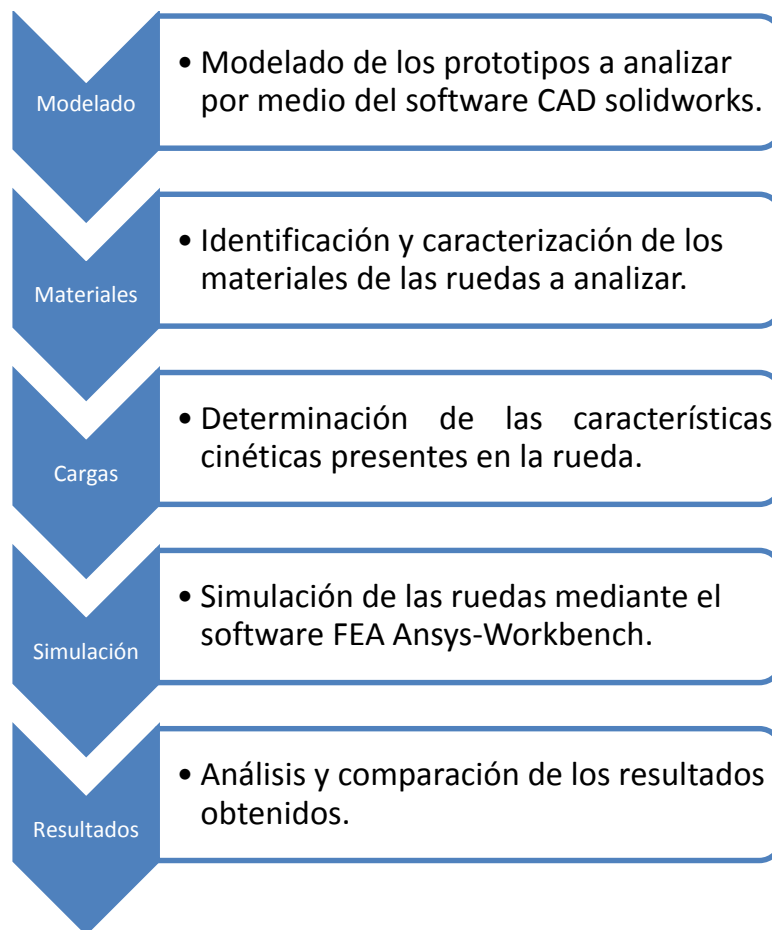 Modelado
• Modelado de los prototipos a analizar
por medio del software CAD solidworks.
Materiales
• Identificación y caracterización de los
materiales de las ruedas a analizar.
Cargas
• Determinación de las características
cinéticas presentes en la rueda.
Simulación
• Simulación de las ruedas mediante el
software FEA Ansys-Workbench.
Resultados
• Análisis y comparación de los resultados
obtenidos.